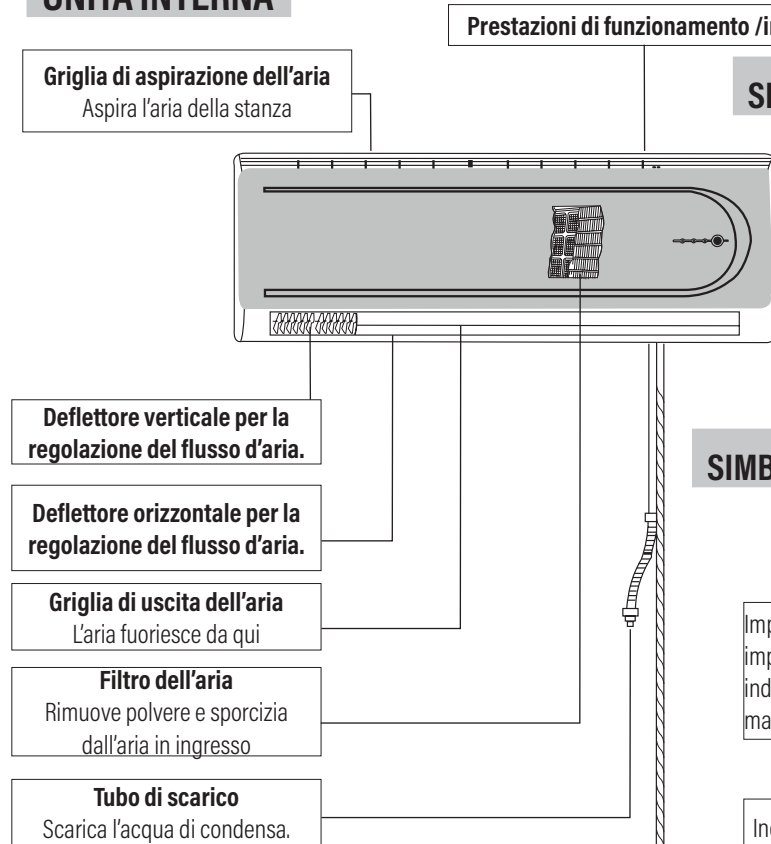 UNITÀ INTERNA
Prestazioni di funzionamento /
Griglia di aspirazione dell'aria
Aspira l'aria della stanza
Deflettore verticale per la
regolazione del flusso d'aria.
Deflettore orizzontale per la
regolazione del flusso d'aria.
Griglia di uscita dell'aria
L'aria fuoriesce da qui
Filtro dell'aria
Rimuove polvere e sporcizia
dall'aria in ingresso
Tubo di scarico
Scarica l'acqua di condensa.